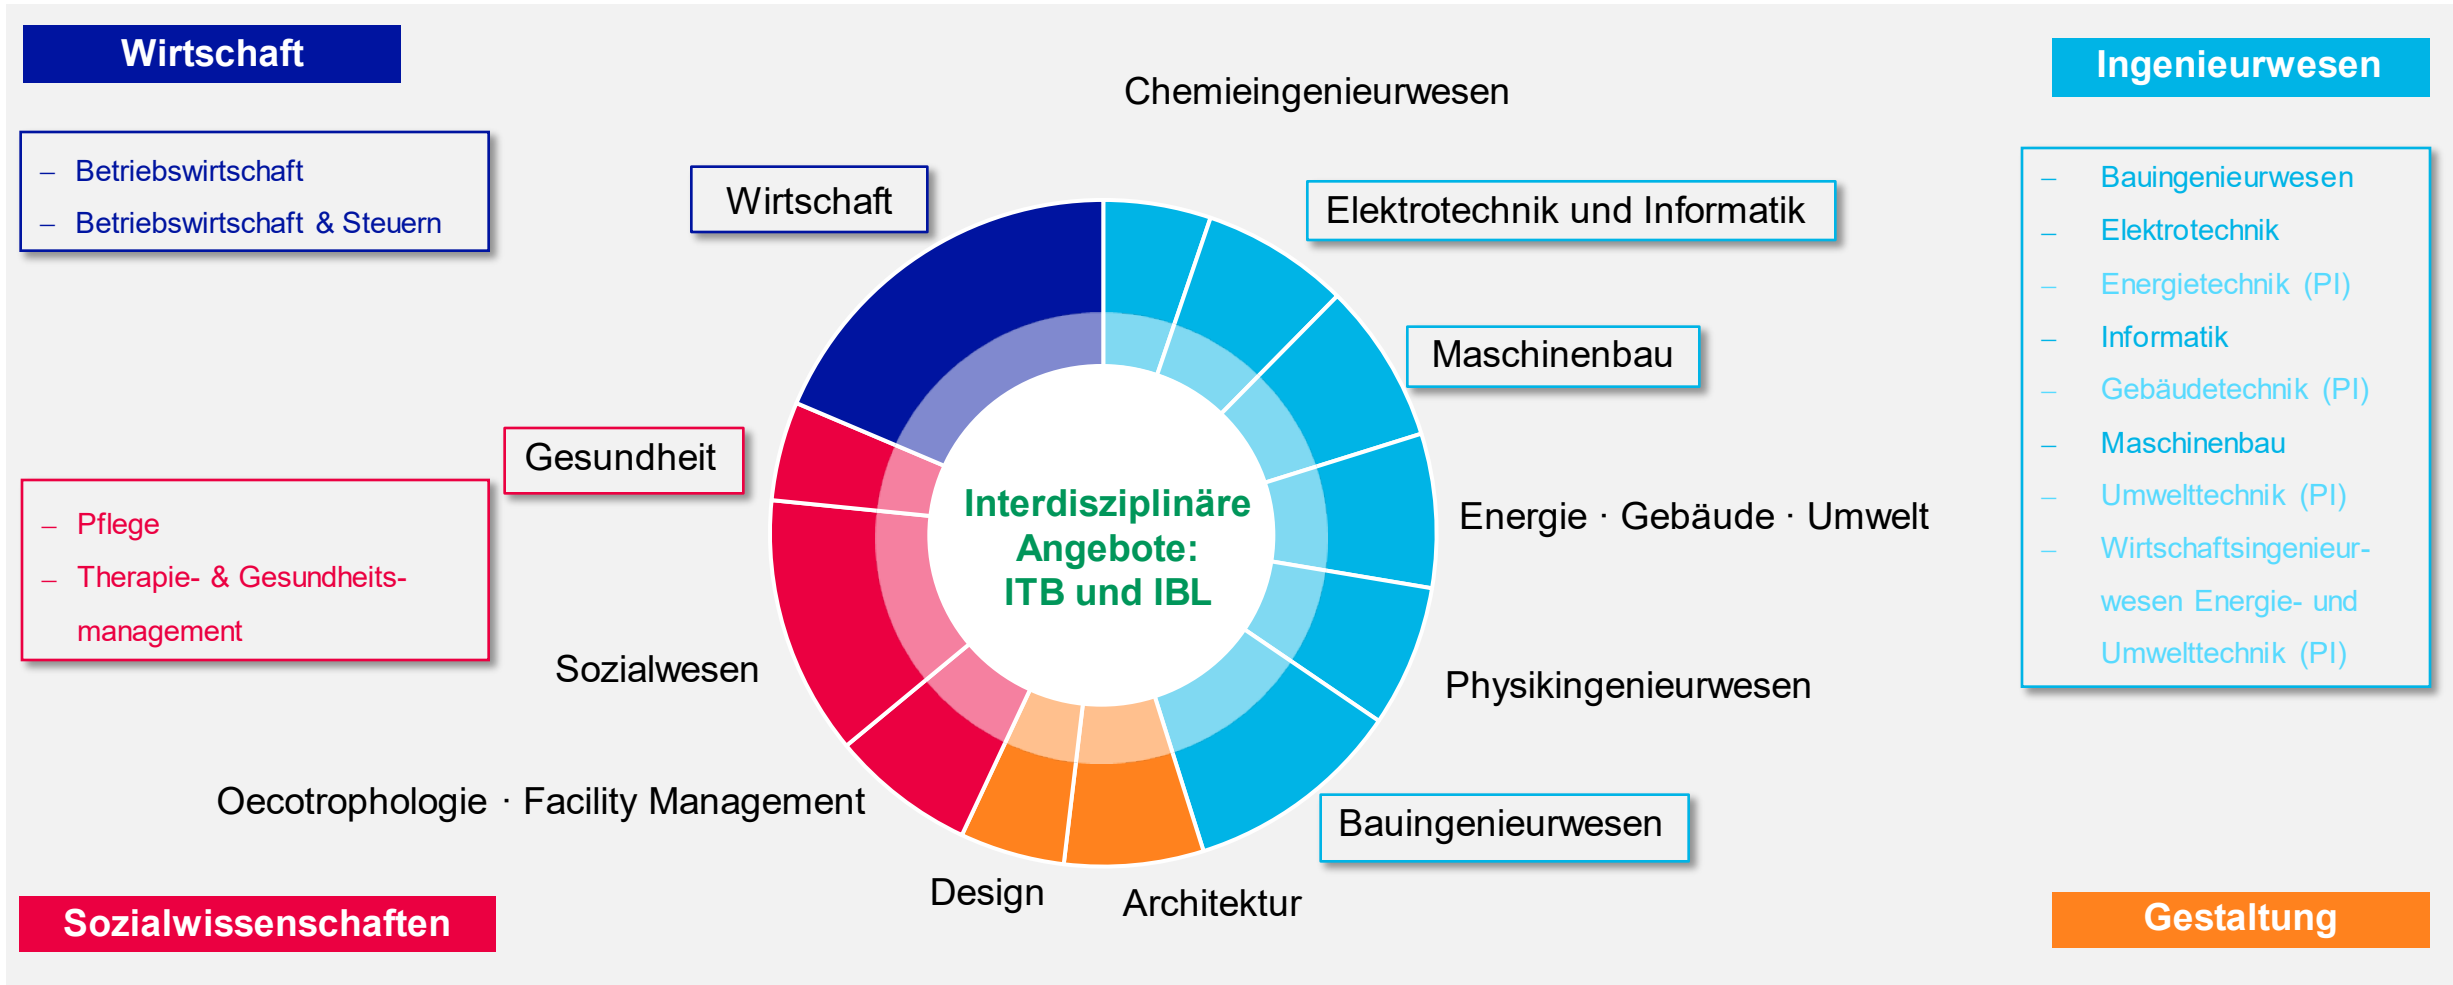 Wirtschaft
– Betriebswirtschaft
– Betriebswirtschaft & Steuern
Chemieingenieurwesen
Wirtschaft
Elektrotechnik und Informatik
Maschinenbau
Gesundheit
Energie · Gebäude · Umwelt
Interdisziplinäre
Angebote:
ITB und IBL
Sozialwesen
Physikingenieurwesen
Oecotrophologie · Facility Management
Bauingenieurwesen
Design
Architektur
Ingenieurwesen
– Bauingenieurwesen
– Elektrotechnik
– Energietechnik (PI)
– Informatik
– Gebäudetechnik (PI)
– Maschinenbau
– Umwelttechnik (PI)
– Wirtschaftsingenieur-
wesen Energie- und
Umwelttechnik (PI)
– Pflege
– Therapie- & Gesundheits-
management
Sozialwissenschaften
Gestaltung